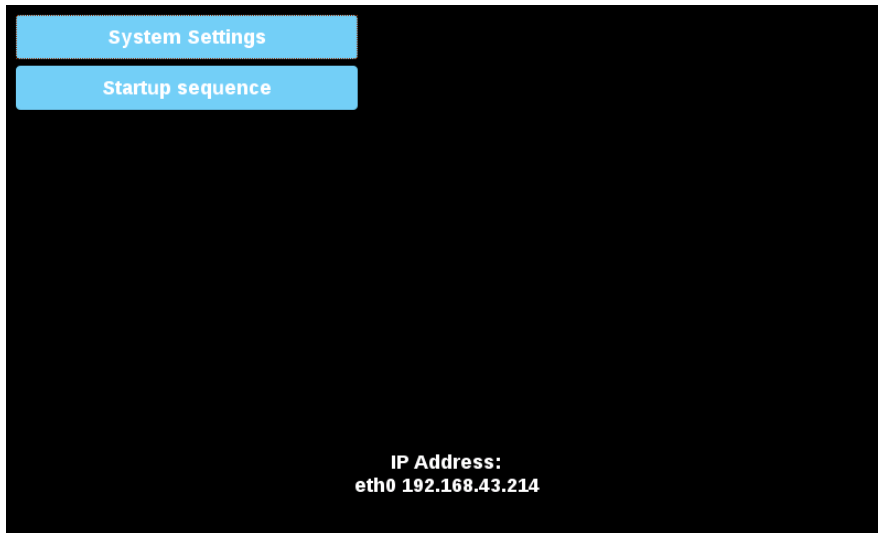 System Settings
Startup sequence
IP Address:
eth0 192.168.43.214